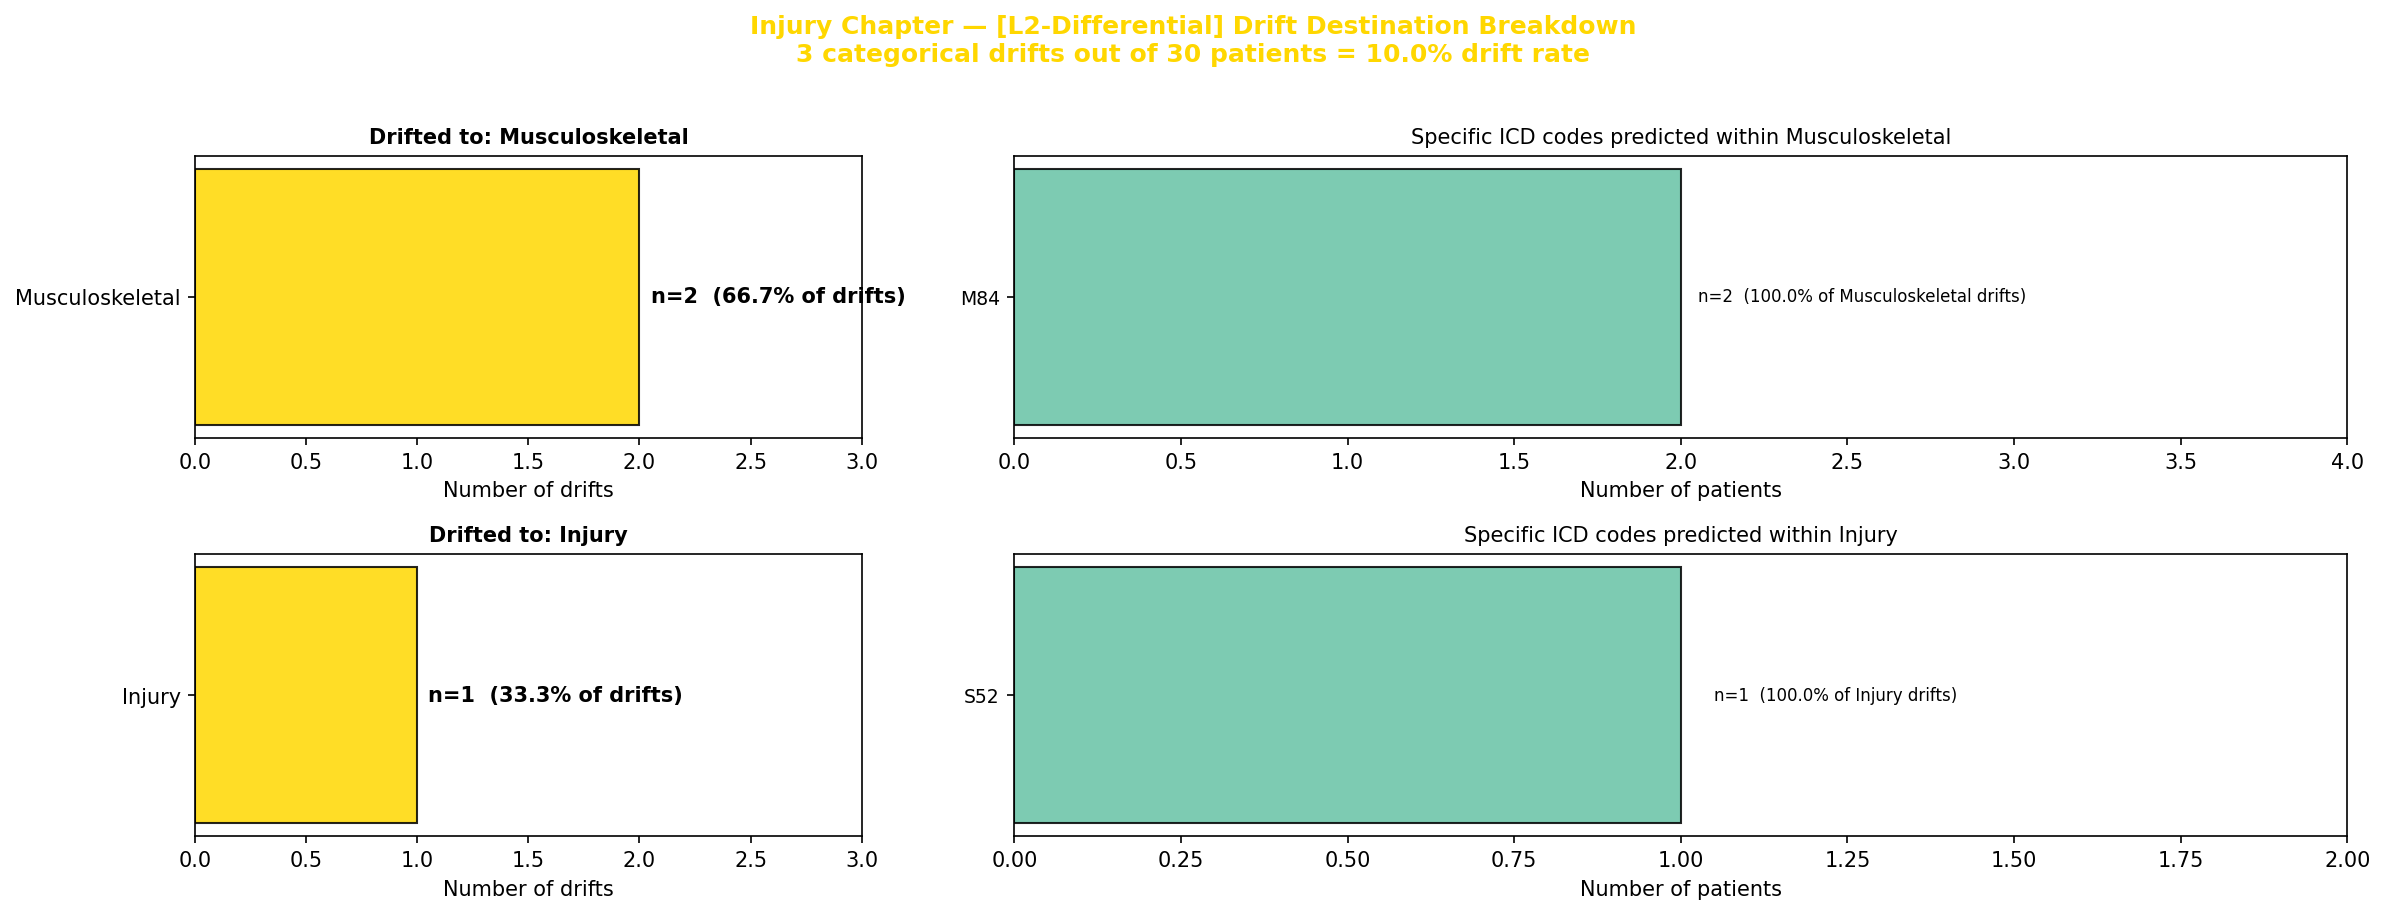 Injury Chapter — [L2-Differential] Drift Destination Breakdown
3 categorical drifts out of 30 patients = 10.0% drift rate
Drifted to: Musculoskeletal
Musculoskeletal
n=2  (66.7% of drifts)
0.0 0.5 1.0 1.5 2.0 2.5 3.0
Number of drifts
Specific ICD codes predicted within Musculoskeletal
M84
n=2  (100.0% of Musculoskeletal drifts)
0.0 0.5 1.0 1.5 2.0 2.5 3.0 3.5 4.0
Number of patients
Drifted to: Injury
Injury
n=1  (33.3% of drifts)
0.0 0.5 1.0 1.5 2.0 2.5 3.0
Number of drifts
Specific ICD codes predicted within Injury
S52
n=1  (100.0% of Injury drifts)
0.00 0.25 0.50 0.75 1.00 1.25 1.50 1.75 2.00
Number of patients